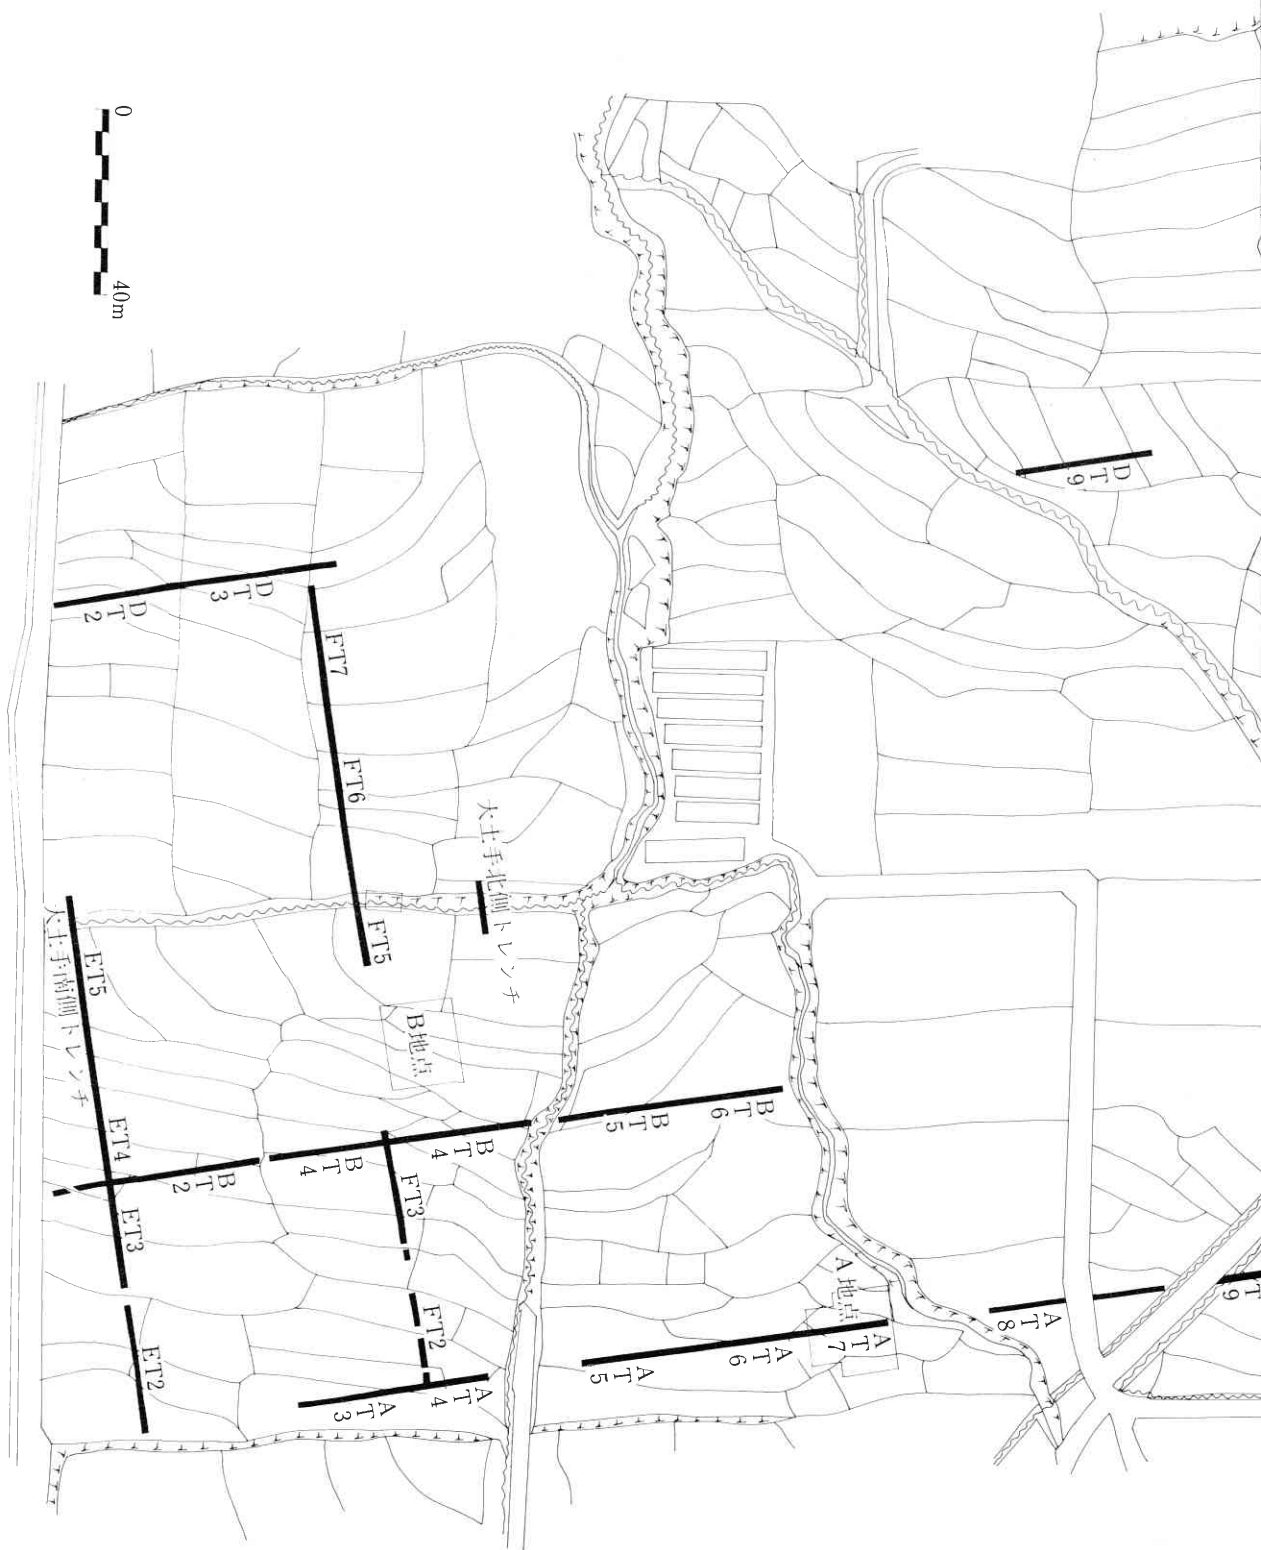 0
40m
DT9
DT3
DT2
FT7
FT6
FT5
大土手北側トレンチ
大土手南側トレンチ
ET5
ET4
ET3
ET2
B地点
BT6
BT5
BT4
BT4
BT2
FT3
FT2
A地点
AT8
AT7
AT6
AT5
AT4
AT3
T9